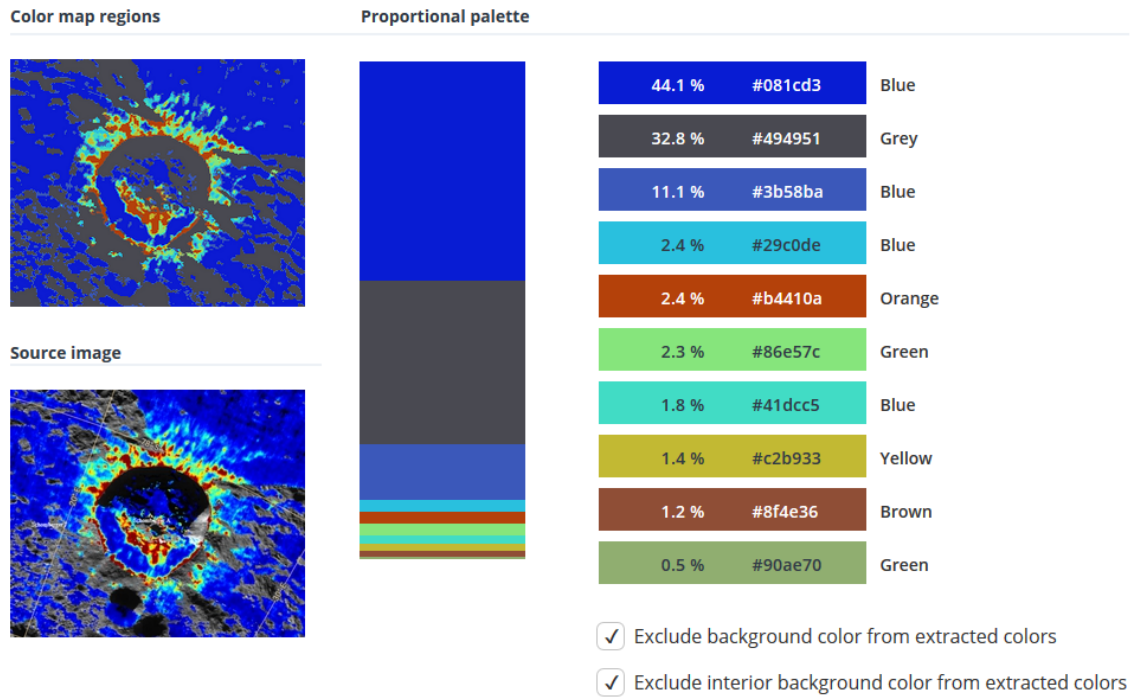 Color map regions
Proportional palette
44.1 % #081cd3 Blue
32.8 % #494951 Grey
11.1 % #3b58ba Blue
2.4 % #29c0de Blue
2.4 % #b4410a Orange
2.3 % #86e57c Green
1.8 % #41dcc5 Blue
1.4 % #c2b933 Yellow
1.2 % #8f4e36 Brown
0.5 % #90ae70 Green
Source image
Exclude background color from extracted colors
Exclude interior background color from extracted colors